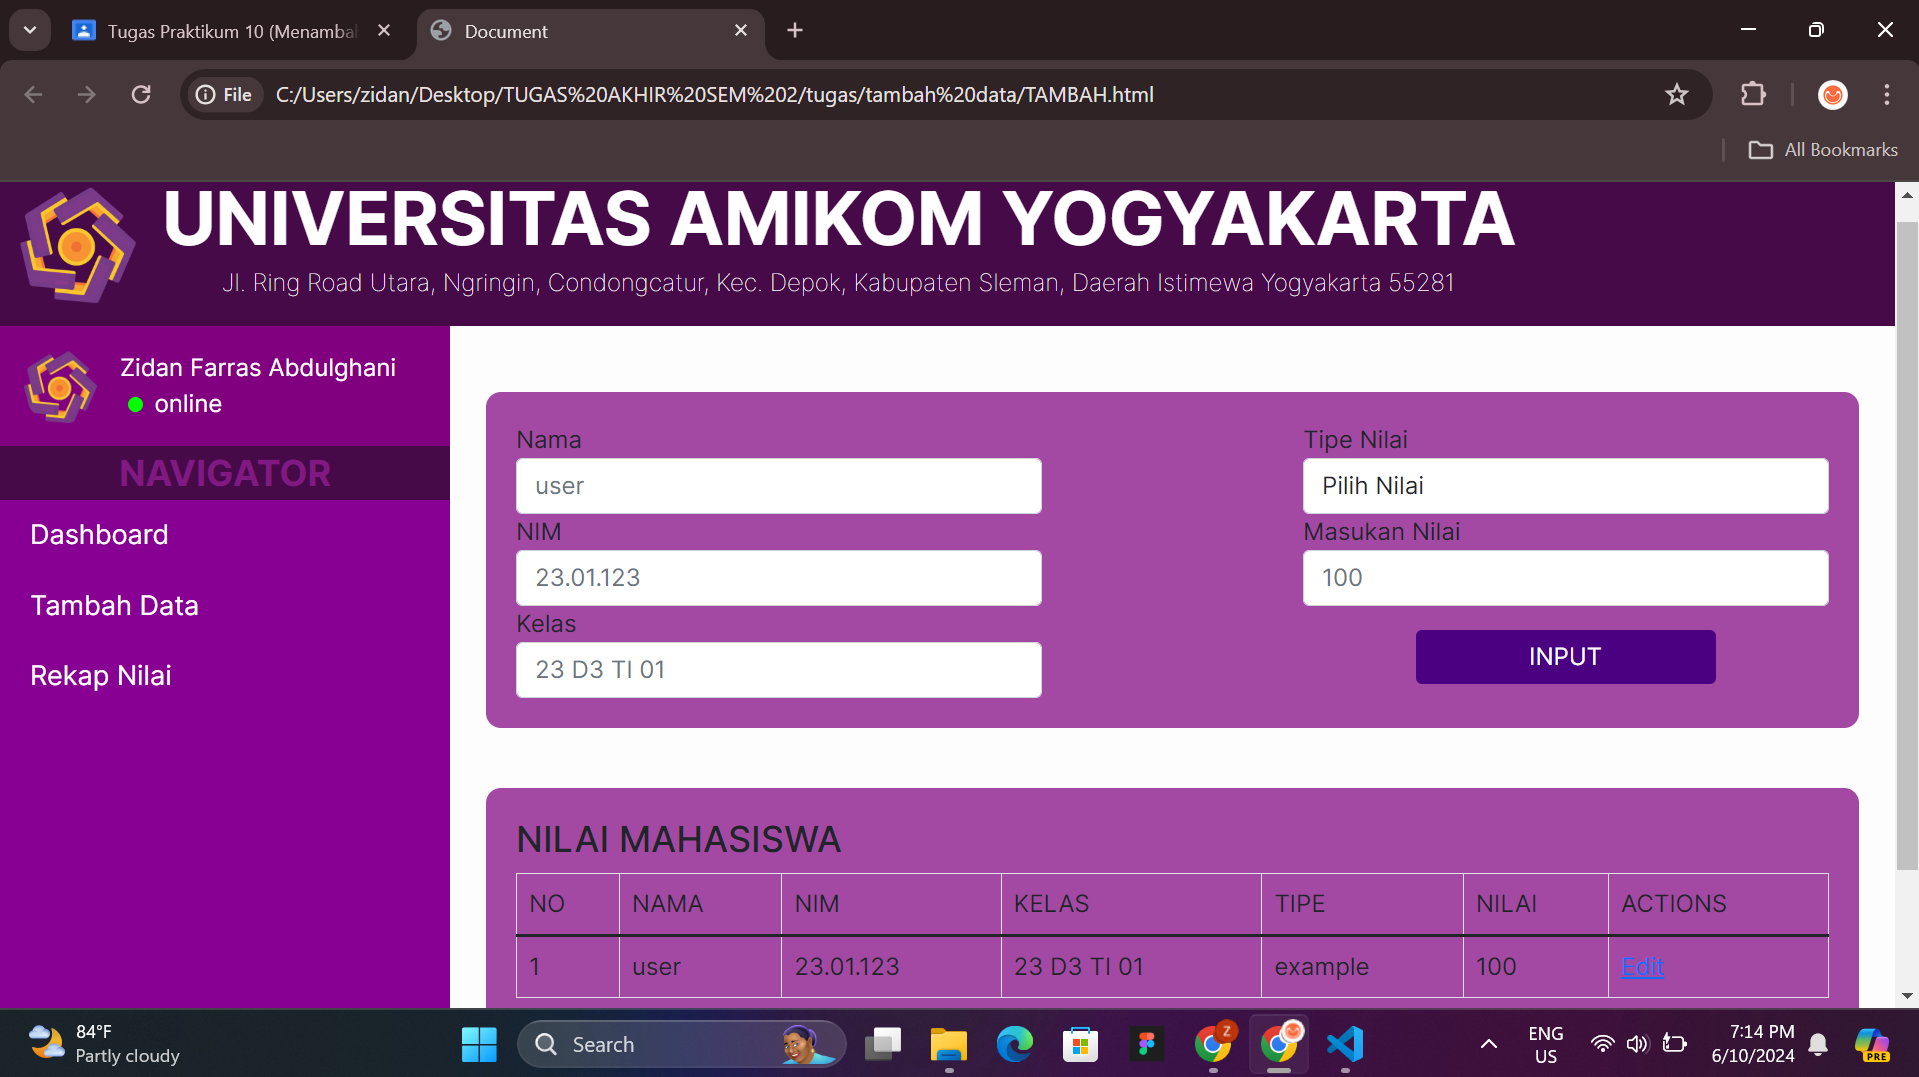 Tugas Praktikum 10 (Menambah
Document
File
C:/Users/zidan/Desktop/TUGAS%20AKHIR%20SEM%202/tugas/tambah%20data/TAMBAH.html
All Bookmarks
UNIVERSITAS AMIKOM YOGYAKARTA
Jl. Ring Road Utara, Ngringin, Condongcatur, Kec. Depok, Kabupaten Sleman, Daerah Istimewa Yogyakarta 55281
Zidan Farras Abdulghani
online
NAVIGATOR
Dashboard
Tambah Data
Rekap Nilai
Nama
user
NIM
23.01.123
Kelas
23 D3 TI 01
Tipe Nilai
Pilih Nilai
Masukan Nilai
100
INPUT
NILAI MAHASISWA
NO NAMA NIM KELAS TIPE NILAI ACTIONS
1 user 23.01.123 23 D3 TI 01 example 100 Edit
84°F
Partly cloudy
Search
Z
ENG
US
7:14 PM
6/10/2024
PRE